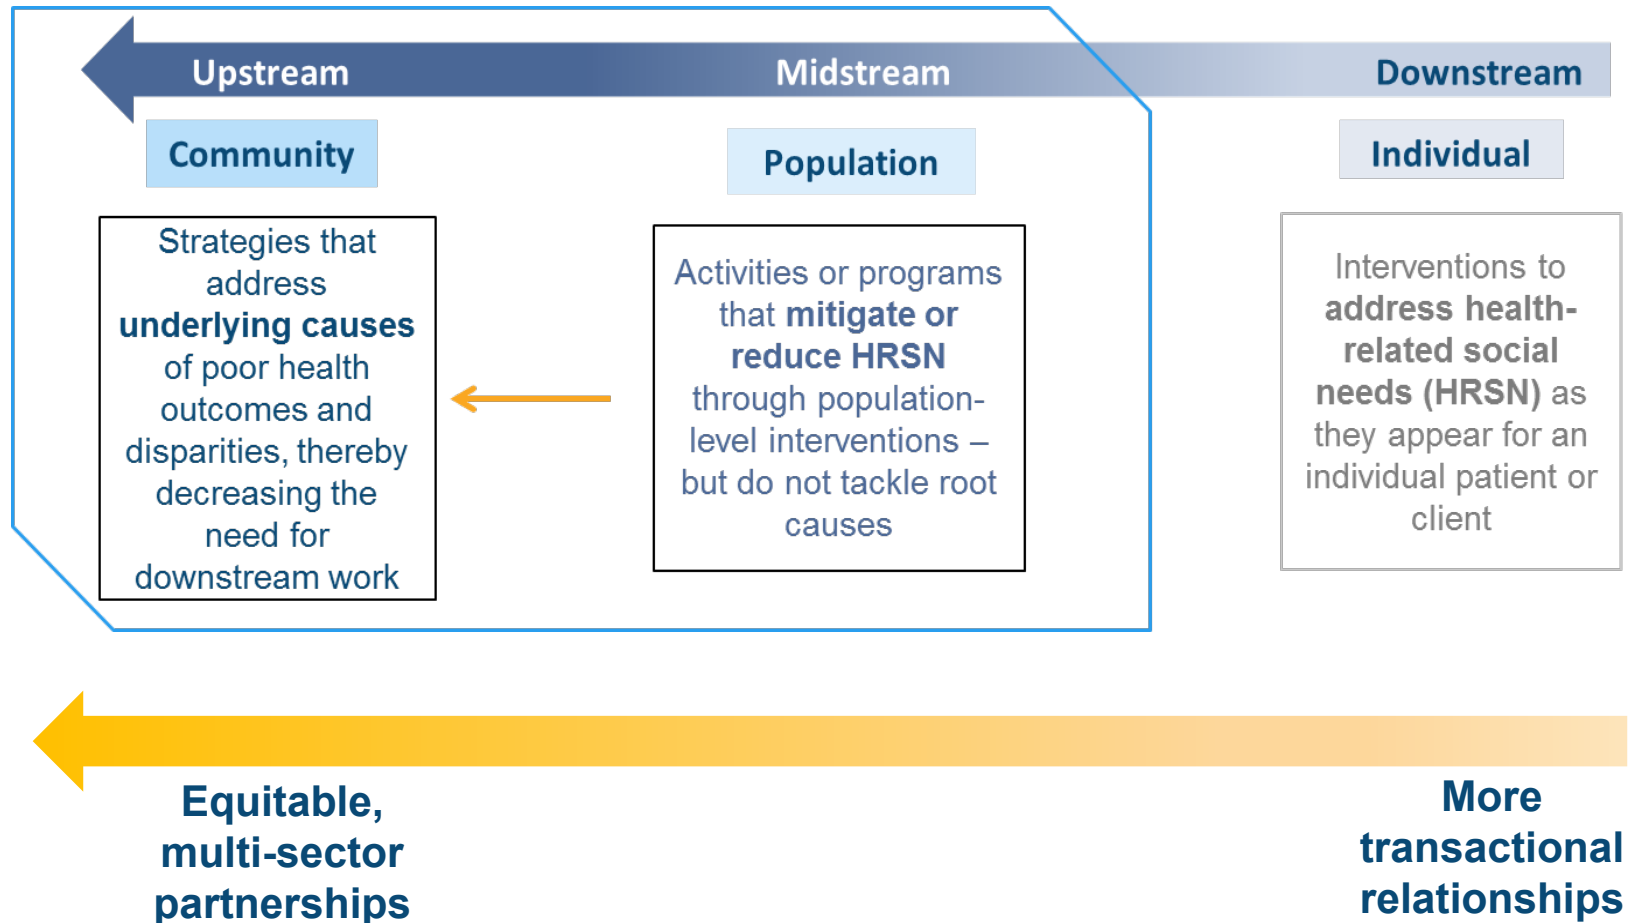 Upstream
Midstream
Downstream
Community
Population
Individual
Strategies that
address
underlying causes
of poor health
outcomes and
disparities, thereby
decreasing the
need for
downstream work
Activities or programs
that mitigate or
reduce HRSN
through population-
level interventions –
but do not tackle root
causes
Interventions to
address health-
related social
needs (HRSN) as
they appear for an
individual patient or
client
Equitable,
multi-sector
partnerships
More
transactional
relationships